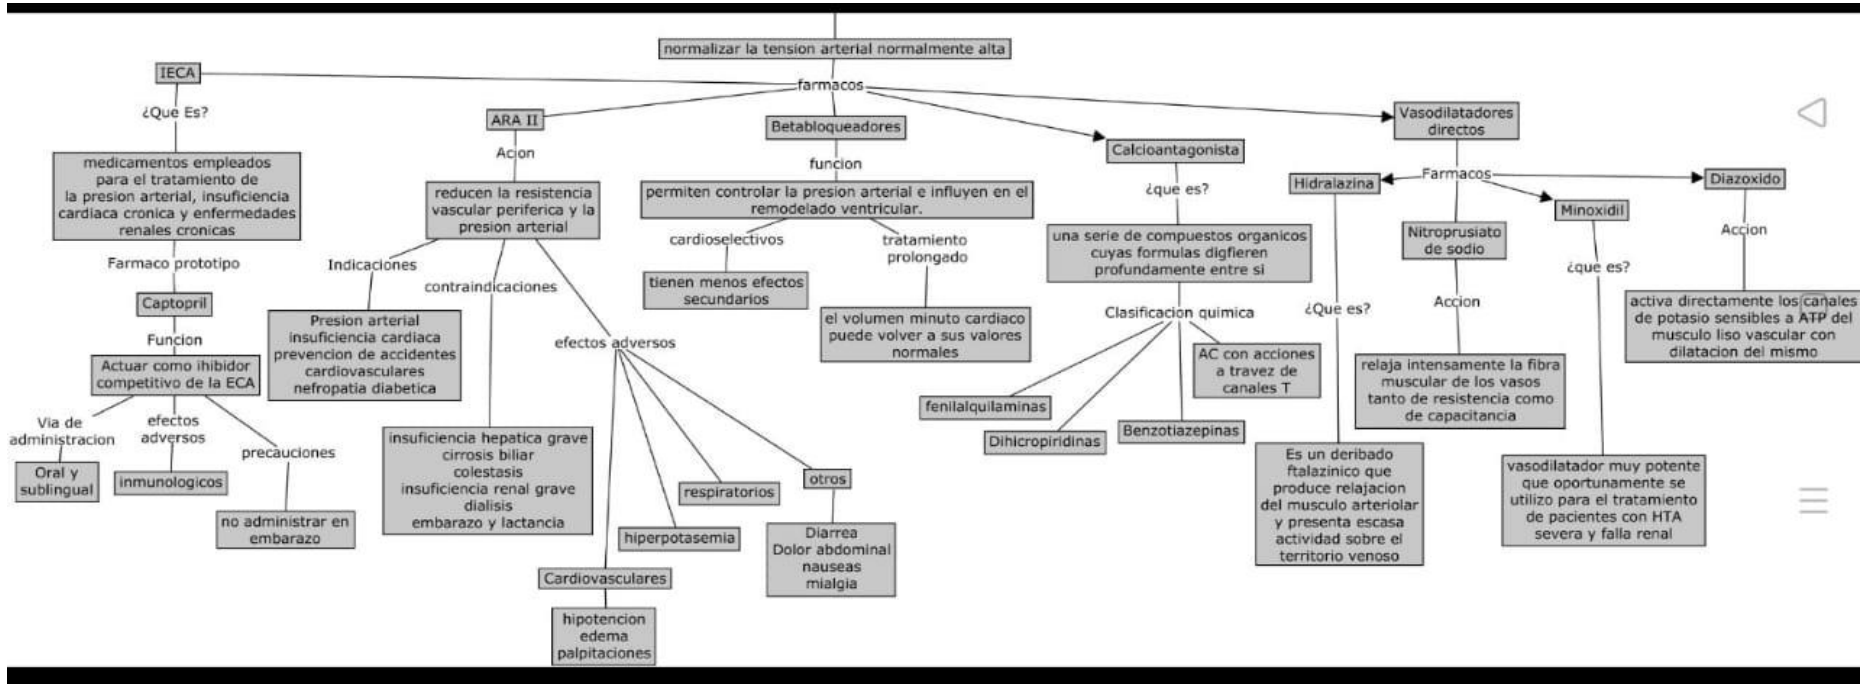 normalizar la tension arterial normalmente alta
farmacos
IECA
¿Que Es?
medicamentos empleados
para el tratamiento de
la presion arterial, insuficiencia
cardiaca cronica y enfermedades
renales cronicas
Farmaco prototipo
Captopril
Funcion
Actuar como ihibidor
competitivo de la ECA
Via de
administracion
Oral y
sublingual
efectos
adversos
inmunologicos
precauciones
no administrar en
embarazo
ARA II
Acion
reducen la resistencia
vascular periferica y la
presion arterial
Indicaciones
Presion arterial
insuficiencia cardiaca
prevencion de accidentes
cardiovasculares
nefropatia diabetica
contraindicaciones
insuficiencia hepatica grave
cirrosis biliar
colestasis
insuficiencia renal grave
dialisis
embarazo y lactancia
efectos adversos
Cardiovasculares
hipotencion
edema
palpitaciones
hiperpotasemia
respiratorios
otros
Diarrea
Dolor abdominal
nauseas
mialgia
Betabloqueadores
funcion
permiten controlar la presion arterial e influyen en el
remodelado ventricular.
cardioselectivos
tienen menos efectos
secundarios
tratamiento
prolongado
el volumen minuto cardiaco
puede volver a sus valores
normales
Calcioantagonista
¿que es?
una serie de compuestos organicos
cuyas formulas digfieren
profundamente entre si
Clasificacion quimica
fenilalquilaminas
Dihicropiridinas
Benzotiazepinas
AC con acciones
a travez de
canales T
Vasodilatadores
directos
Farmacos
Hidralazina
¿Que es?
Es un deribado
ftalazinico que
produce relajacion
del musculo arteriolar
y presenta escasa
actividad sobre el
territorio venoso
Nitroprusiato
de sodio
Accion
relaja intensamente la fibra
muscular de los vasos
tanto de resistencia como
de capacitancia
Minoxidil
¿que es?
vasodilatador muy potente
que oportunamente se
utilizo para el tratamiento
de pacientes con HTA
severa y falla renal
Diazoxido
Accion
activa directamente los canales
de potasio sensibles a ATP del
musculo liso vascular con
dilatacion del mismo